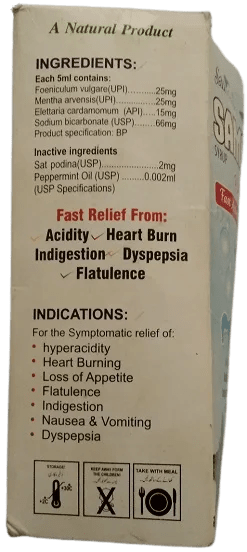 A Natural Product
INGREDIENTS:
Each 5ml contains:
Foeniculum vulgare(UPI)..........25mg
Mentha arvensis(UPI)..............25mg
Elettaria cardamomum (API)....15mg
Sodium bicarbonate (USP)......66mg
Product specification: BP
Inactive ingredients
Sat podina(USP).....................2mg
Peppermint Oil (USP) .........0.002ml
(USP Specifications)
Fast Relief From:
Acidity Heart Burn
Indigestion Dyspepsia
Flatulence
INDICATIONS:
For the Symptomatic relief of:
• hyperacidity
• Heart Burning
• Loss of Appetite
• Flatulence
• Indigestion
• Nausea & Vomiting
• Dyspepsia
STORAGE
KEEP AWAY FROM
THE CHILDREN
TAKE WITH MEAL
SYRUP